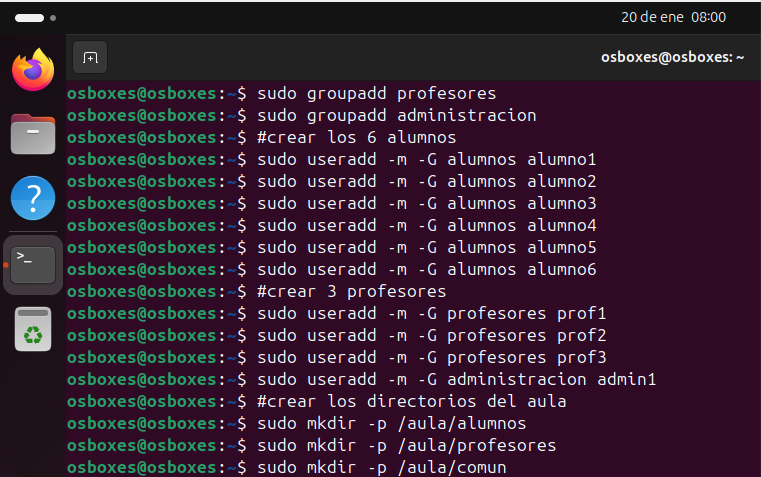 20 de ene 08:00
osboxes@osboxes: ~
osboxes@osboxes:~$ sudo groupadd profesores
osboxes@osboxes:~$ sudo groupadd administracion
osboxes@osboxes:~$ #crear los 6 alumnos
osboxes@osboxes:~$ sudo useradd -m -G alumnos alumno1
osboxes@osboxes:~$ sudo useradd -m -G alumnos alumno2
osboxes@osboxes:~$ sudo useradd -m -G alumnos alumno3
osboxes@osboxes:~$ sudo useradd -m -G alumnos alumno4
osboxes@osboxes:~$ sudo useradd -m -G alumnos alumno5
osboxes@osboxes:~$ sudo useradd -m -G alumnos alumno6
osboxes@osboxes:~$ #crear 3 profesores
osboxes@osboxes:~$ sudo useradd -m -G profesores prof1
osboxes@osboxes:~$ sudo useradd -m -G profesores prof2
osboxes@osboxes:~$ sudo useradd -m -G profesores prof3
osboxes@osboxes:~$ sudo useradd -m -G administracion admin1
osboxes@osboxes:~$ #crear los directorios del aula
osboxes@osboxes:~$ sudo mkdir -p /aula/alumnos
osboxes@osboxes:~$ sudo mkdir -p /aula/profesores
osboxes@osboxes:~$ sudo mkdir -p /aula/comun